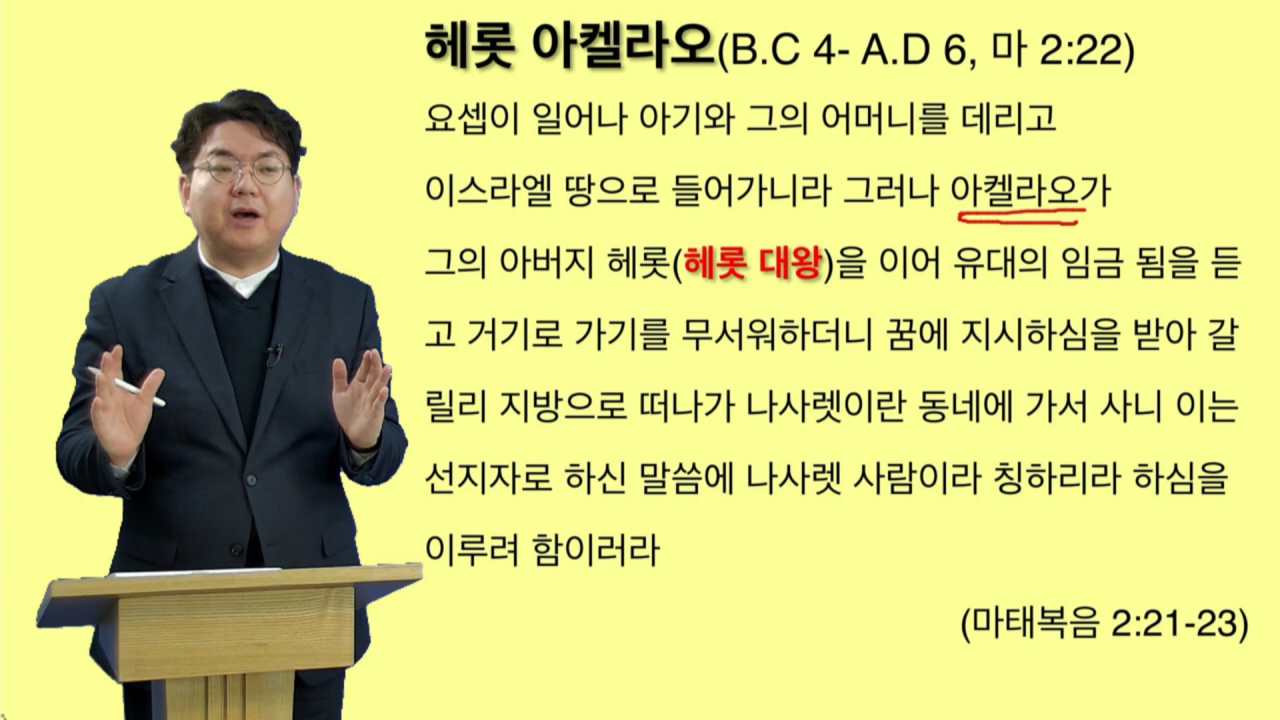 헤롯 아켈라오(B.C 4- A.D 6, 마 2:22)
요셉이 일어나 아기와 그의 어머니를 데리고
이스라엘 땅으로 들어가니라 그러나 아켈라오가
그의 아버지 헤롯(헤롯 대왕)을 이어 유대의 임금 됨을 듣
고 거기로 가기를 무서워하더니 꿈에 지시하심을 받아 갈
릴리 지방으로 떠나가 나사렛이란 동네에 가서 사니 이는
선지자로 하신 말씀에 나사렛 사람이라 칭하리라 하심을
이루려 함이러라
(마태복음 2:21-23)